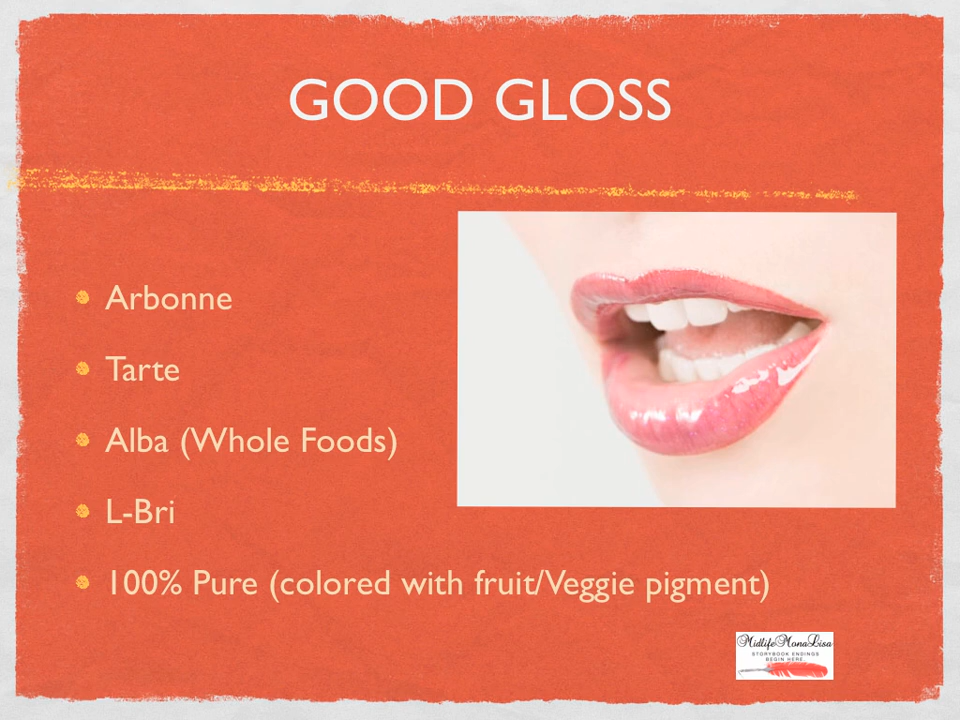 GOOD GLOSS
Arbonne
Tarte
Alba (Whole Foods)
L-Bri
100% Pure (colored with fruit/Veggie pigment)
MidlifeMonaLisa
STORYBOOK ENDINGS
BEGIN HERE.